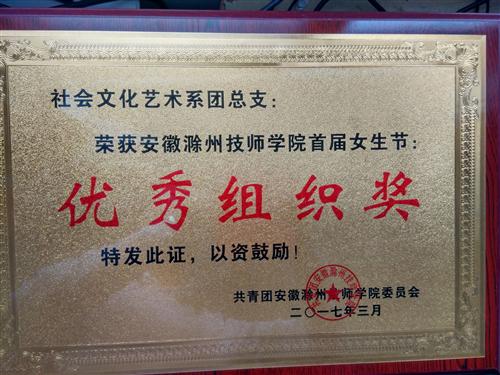 社会文化艺术系团总支:
荣获安徽滁州技师学院首届女生节:
优秀组织奖
特发此证,以资鼓励!
共青团安徽滁州技师学院委员会
二〇一七年三月